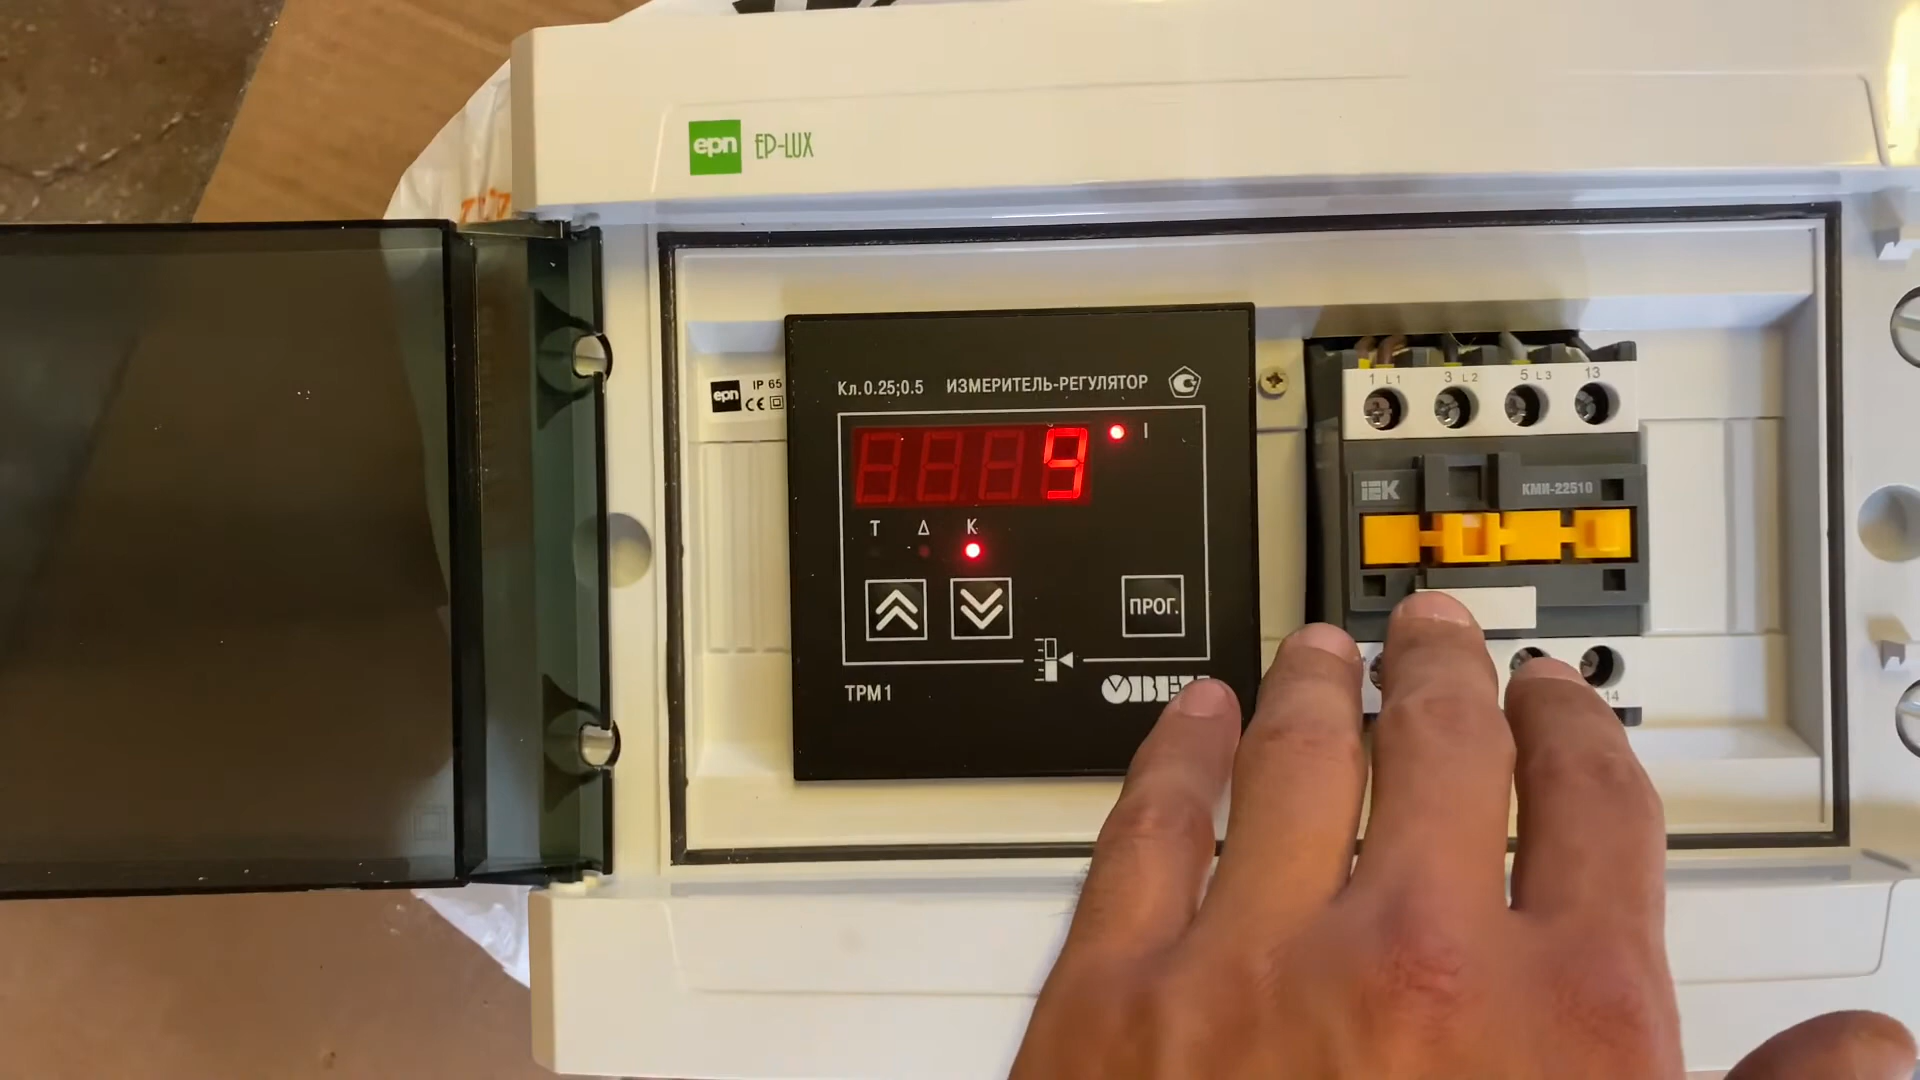 epn EP-LUX
Кл.0.25;0.5 ИЗМЕРИТЕЛЬ-РЕГУЛЯТОР
epn IP 65
CE
9 I
Т Δ К
ПРОГ.
ТРМ1
ОВЕН
1 L1 3 L2 5 L3 13
IEK КМИ-22510
14